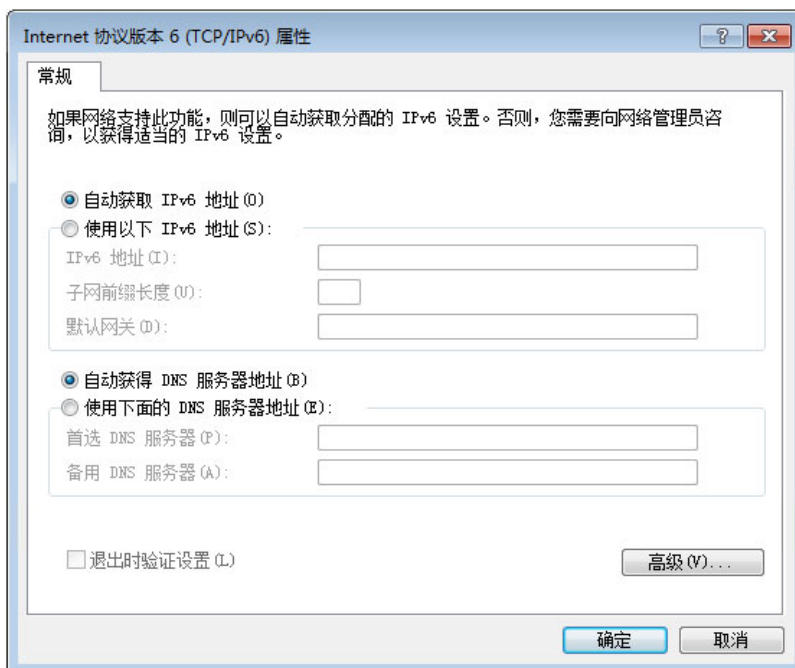 Internet 协议版本 6 (TCP/IPv6) 属性
常规
如果网络支持此功能，则可以自动获取分配的 IPv6 设置。否则，您需要向网络管理员咨
询，以获得适当的 IPv6 设置。
自动获取 IPv6 地址(O)
使用以下 IPv6 地址(S):
IPv6 地址(I):
子网前缀长度(U):
默认网关(D):
自动获得 DNS 服务器地址(B)
使用下面的 DNS 服务器地址(E):
首选 DNS 服务器(P):
备用 DNS 服务器(A):
退出时验证设置(L)
高级(V)...
确定
取消